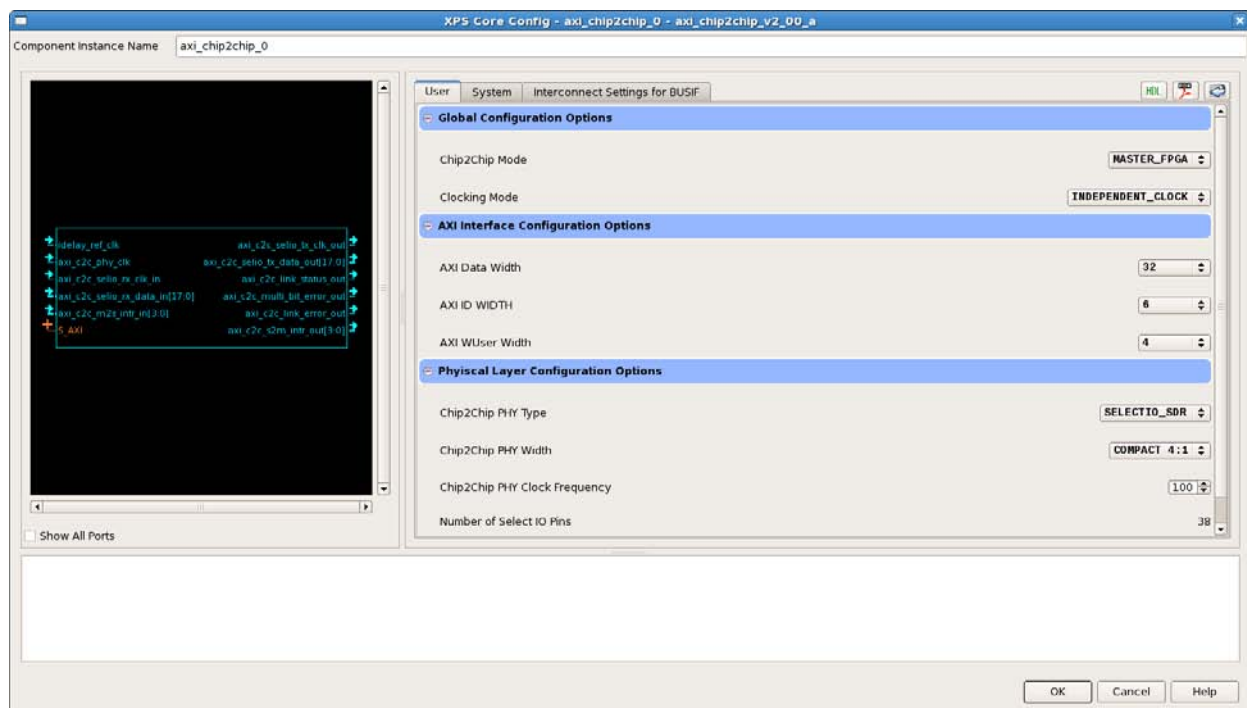 XPS Core Config - axi_chip2chip_0 - axi_chip2chip_v2_00_a
Component Instance Name axi_chip2chip_0
User System Interconnect Settings for BUSIF HDL
Global Configuration Options
Chip2Chip Mode MASTER_FPGA
Clocking Mode INDEPENDENT_CLOCK
AXI Interface Configuration Options
AXI Data Width 32
AXI ID WIDTH 6
AXI WUser Width 4
Phyiscal Layer Configuration Options
Chip2Chip PHY Type SELECTIO_SDR
Chip2Chip PHY Width COMPACT 4:1
Chip2Chip PHY Clock Frequency 100
Number of Select IO Pins 38
idelay_ref_clk axi_c2c_selio_tx_clk_out
axi_c2c_phy_clk axi_c2c_selio_tx_data_out[17:0]
axi_c2c_selio_rx_clk_in axi_c2c_link_status_out
axi_c2c_selio_rx_data_in[17:0] axi_c2c_multi_bit_error_out
axi_c2c_m2s_intr_in[3:0] axi_c2c_link_error_out
S_AXI axi_c2c_s2m_intr_out[3:0]
Show All Ports
OK Cancel Help